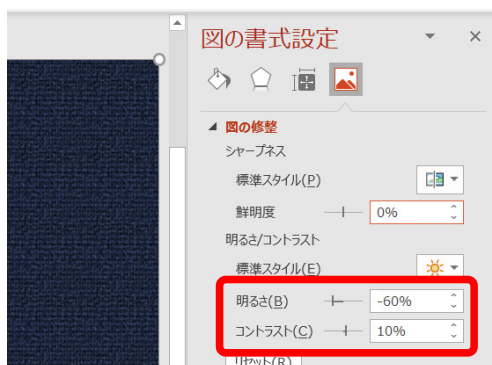 図の書式設定
図の修整
シャープネス
標準スタイル(P)
鮮明度 0%
明るさ/コントラスト
標準スタイル(E)
明るさ(B) -60%
コントラスト(C) 10%
リセット(R)